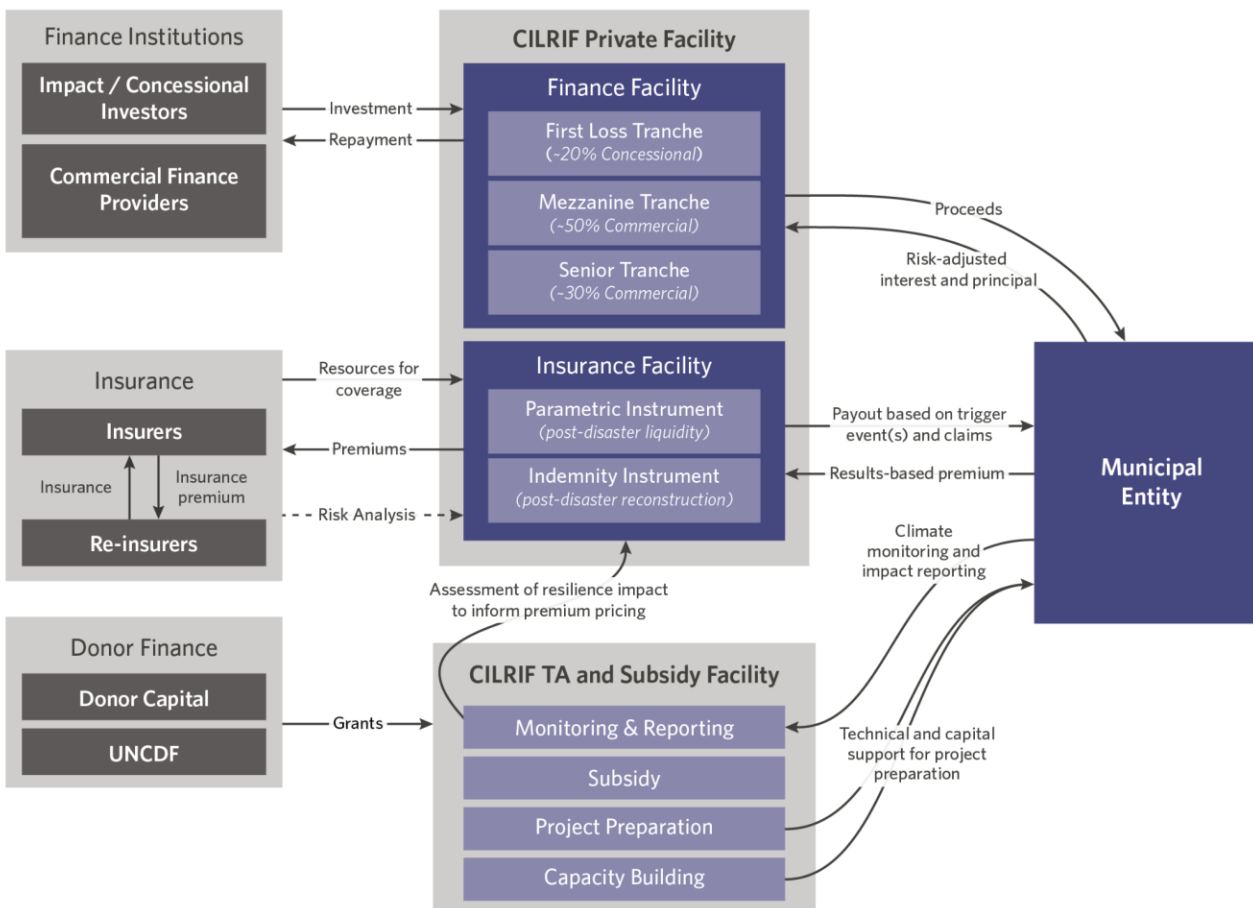 Finance Institutions
Impact / Concessional
Investors
Commercial Finance
Providers
Investment
Repayment
CILRIF Private Facility
Finance Facility
First Loss Tranche
(~20% Concessional)
Mezzanine Tranche
(~50% Commercial)
Senior Tranche
(~30% Commercial)
Proceeds
Risk-adjusted
interest and principal
Insurance
Insurers
Insurance
Insurance
premium
Re-insurers
Resources for
coverage
Premiums
Risk Analysis
Insurance Facility
Parametric Instrument
(post-disaster liquidity)
Indemnity Instrument
(post-disaster reconstruction)
Payout based on trigger
event(s) and claims
Results-based premium
Municipal
Entity
Climate
monitoring and
impact reporting
Assessment of resilience impact
to inform premium pricing
Donor Finance
Donor Capital
UNCDF
Grants
CILRIF TA and Subsidy Facility
Monitoring & Reporting
Subsidy
Project Preparation
Capacity Building
Technical and capital
support for project
preparation